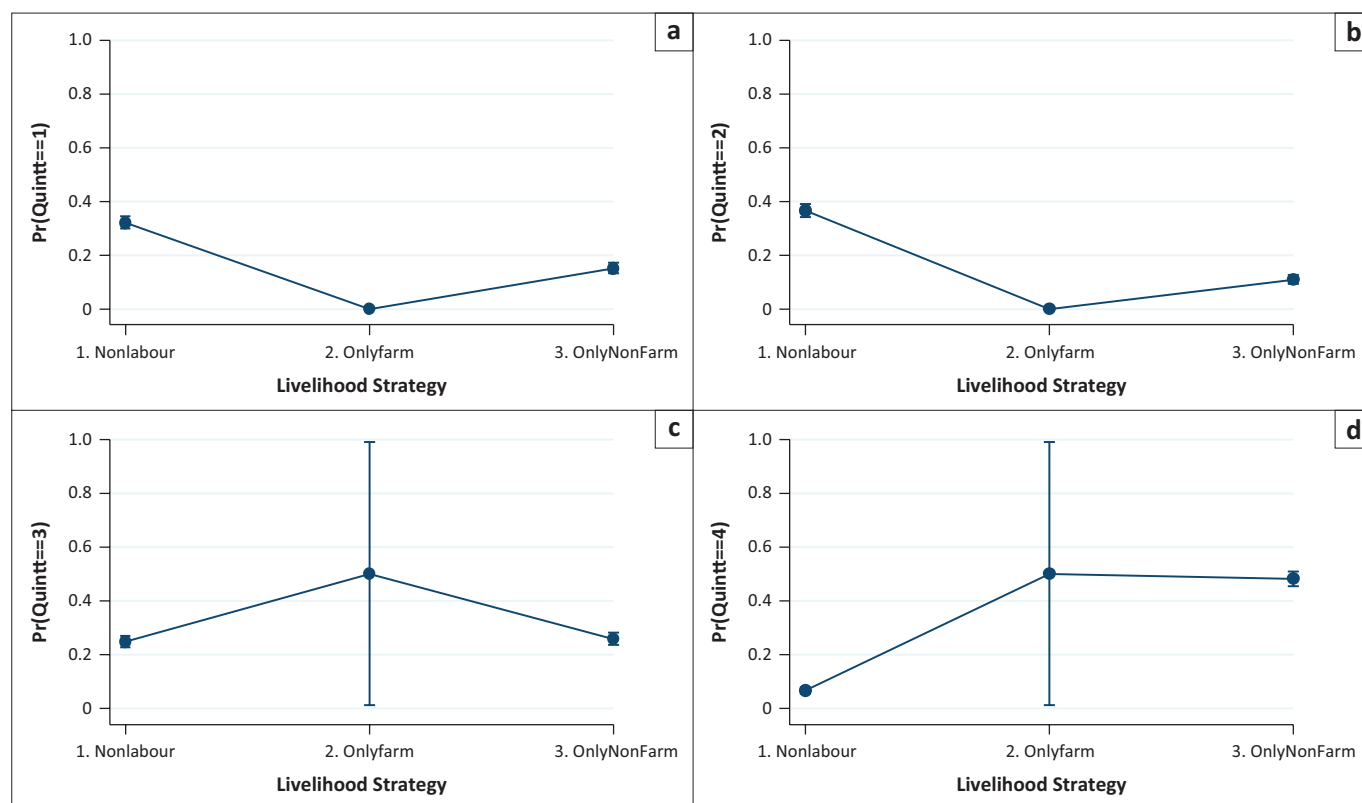 a
Pr(Quintt==1)
1.0
0.8
0.6
0.4
0.2
0
1. Nonlabour 2. Onlyfarm 3. OnlyNonFarm
Livelihood Strategy
b
Pr(Quintt==2)
1.0
0.8
0.6
0.4
0.2
0
1. Nonlabour 2. Onlyfarm 3. OnlyNonFarm
Livelihood Strategy
c
Pr(Quintt==3)
1.0
0.8
0.6
0.4
0.2
0
1. Nonlabour 2. Onlyfarm 3. OnlyNonFarm
Livelihood Strategy
d
Pr(Quintt==4)
1.0
0.8
0.6
0.4
0.2
0
1. Nonlabour 2. Onlyfarm 3. OnlyNonFarm
Livelihood Strategy